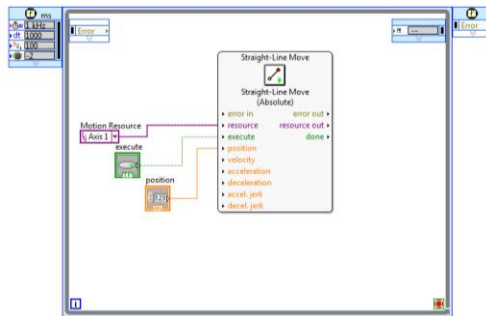 ms
1 kHz
dt 1000
100
-2
Error
--
Error
Straight-Line Move
Straight-Line Move
(Absolute)
error in error out
resource resource out
execute done
position
velocity
acceleration
deceleration
accel. jerk
decel. jerk
Motion Resource
Axis 1
execute
position
i